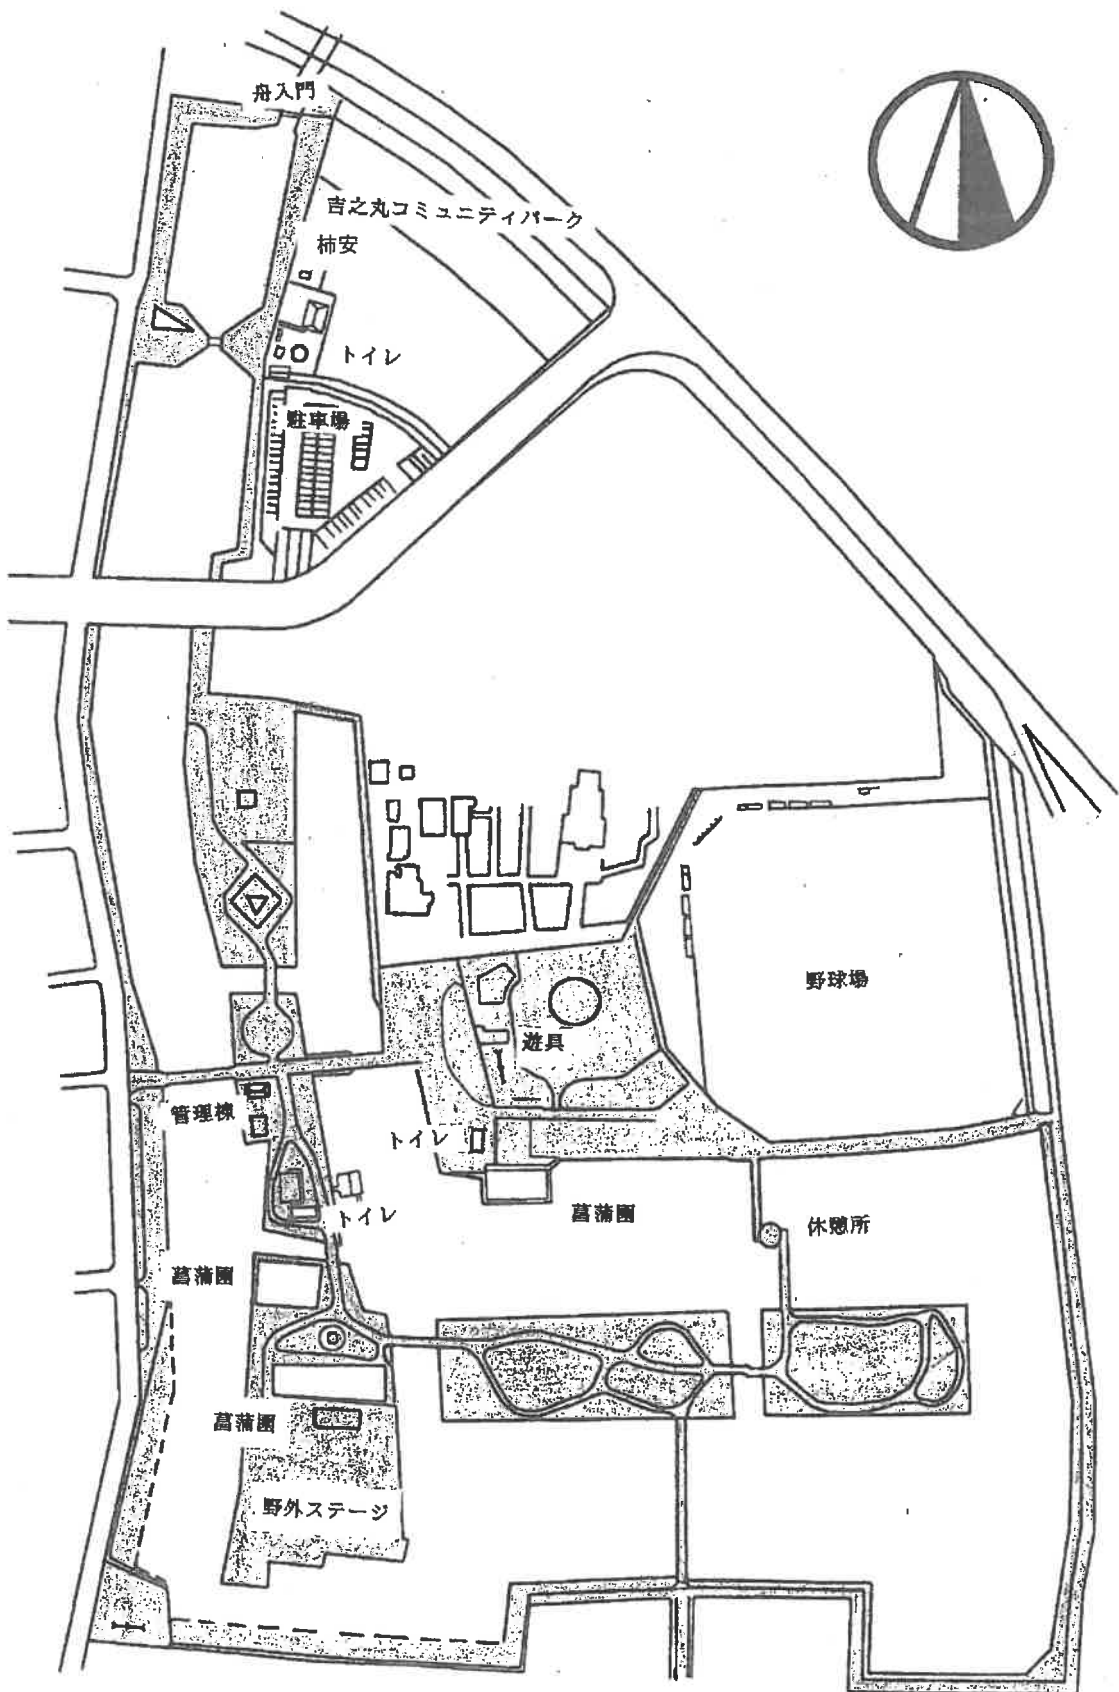 舟入門
吉之丸コミュニティパーク
柿安
トイレ
駐車場
野球場
遊具
管理棟
トイレ
トイレ
菖蒲園
休憩所
菖蒲園
菖蒲園
野外ステージ